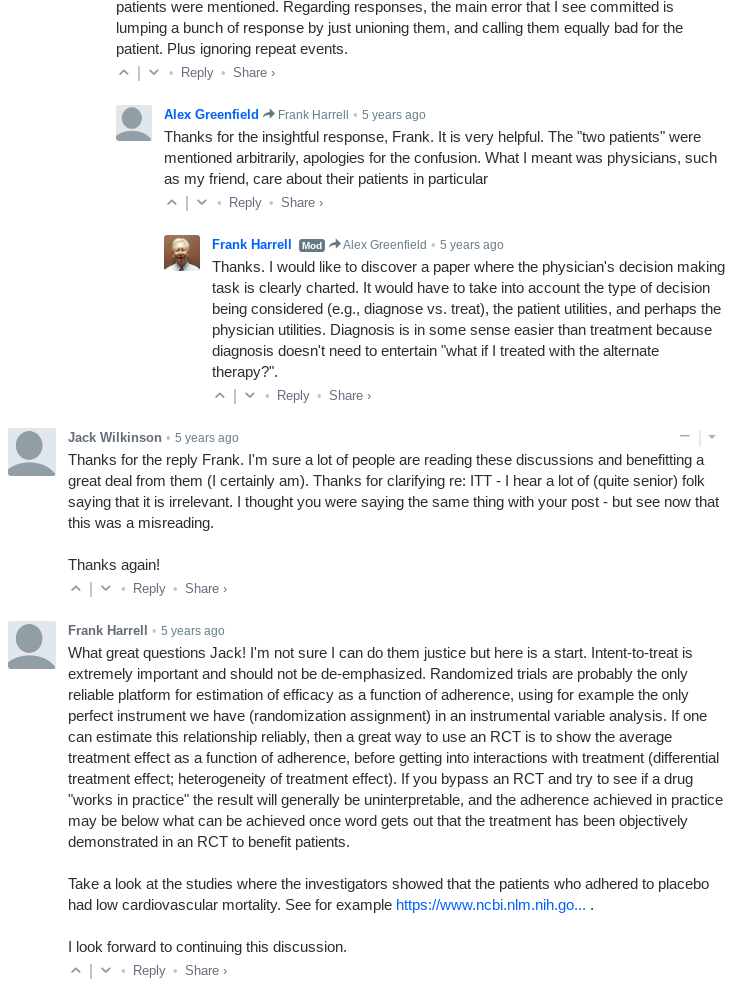 patients were mentioned. Regarding responses, the main error that I see committed is
lumping a bunch of response by just unioning them, and calling them equally bad for the
patient. Plus ignoring repeat events.
• Reply • Share ›
Alex Greenfield Frank Harrell • 5 years ago
Thanks for the insightful response, Frank. It is very helpful. The "two patients" were
mentioned arbitrarily, apologies for the confusion. What I meant was physicians, such
as my friend, care about their patients in particular
• Reply • Share ›
Frank Harrell Mod Alex Greenfield • 5 years ago
Thanks. I would like to discover a paper where the physician's decision making
task is clearly charted. It would have to take into account the type of decision
being considered (e.g., diagnose vs. treat), the patient utilities, and perhaps the
physician utilities. Diagnosis is in some sense easier than treatment because
diagnosis doesn't need to entertain "what if I treated with the alternate
therapy?".
• Reply • Share ›
Jack Wilkinson • 5 years ago
Thanks for the reply Frank. I'm sure a lot of people are reading these discussions and benefitting a
great deal from them (I certainly am). Thanks for clarifying re: ITT - I hear a lot of (quite senior) folk
saying that it is irrelevant. I thought you were saying the same thing with your post - but see now that
this was a misreading.
Thanks again!
• Reply • Share ›
Frank Harrell • 5 years ago
What great questions Jack! I'm not sure I can do them justice but here is a start. Intent-to-treat is
extremely important and should not be de-emphasized. Randomized trials are probably the only
reliable platform for estimation of efficacy as a function of adherence, using for example the only
perfect instrument we have (randomization assignment) in an instrumental variable analysis. If one
can estimate this relationship reliably, then a great way to use an RCT is to show the average
treatment effect as a function of adherence, before getting into interactions with treatment (differential
treatment effect; heterogeneity of treatment effect). If you bypass an RCT and try to see if a drug
"works in practice" the result will generally be uninterpretable, and the adherence achieved in practice
may be below what can be achieved once word gets out that the treatment has been objectively
demonstrated in an RCT to benefit patients.
Take a look at the studies where the investigators showed that the patients who adhered to placebo
had low cardiovascular mortality. See for example https://www.ncbi.nlm.nih.go... .
I look forward to continuing this discussion.
• Reply • Share ›